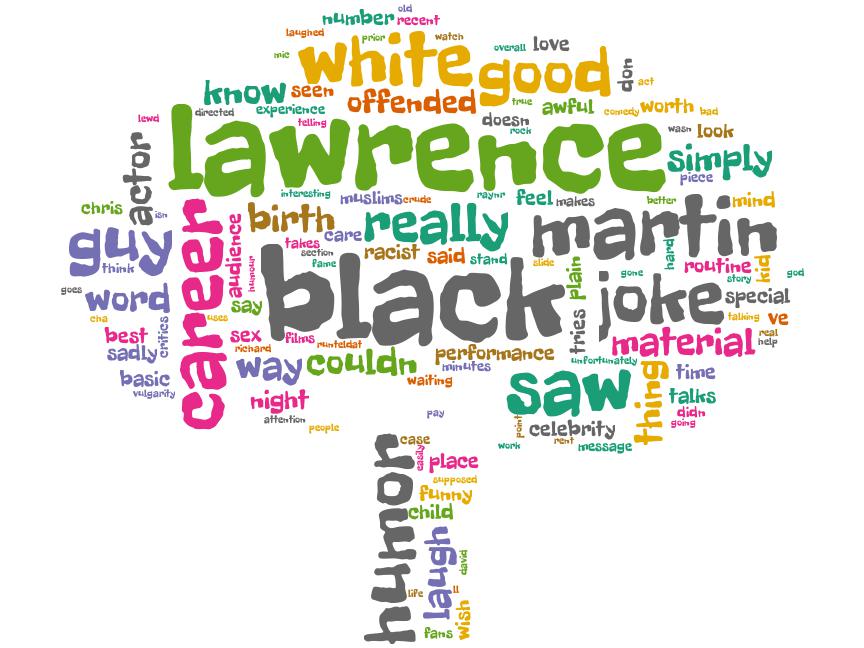 old
number recent
laughed prior watch
mic white good overall love
don act
know seen offended true awful comedy worth bad
directed experience doesn
lewd telling rock
lawrence wasn look
actor simply
piece
interesting muslims crude raynr feel makes better mind
chris isn
career audience birth really martin
guy care
think humour takes section racist said stand hard routine kid
fame slide plain gone story god
goes word say black joke special
cha uses tries talking ve
best critics sex films material real
sadly richard runteldat help
way couldn performance unfortunately
basic minutes saw thing time
vulgarity waiting
night talks
attention pay didn
people point celebrity going
humor case work rent message
easily place
supposed
funny
child
laugh david
life ll
wish
fans